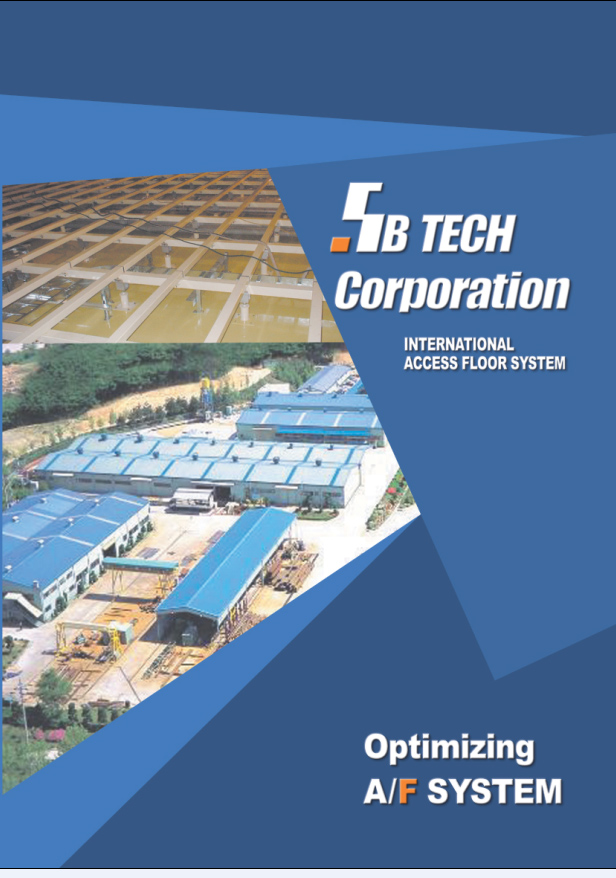 SB TECH
Corporation
INTERNATIONAL
ACCESS FLOOR SYSTEM
Optimizing
A/F SYSTEM